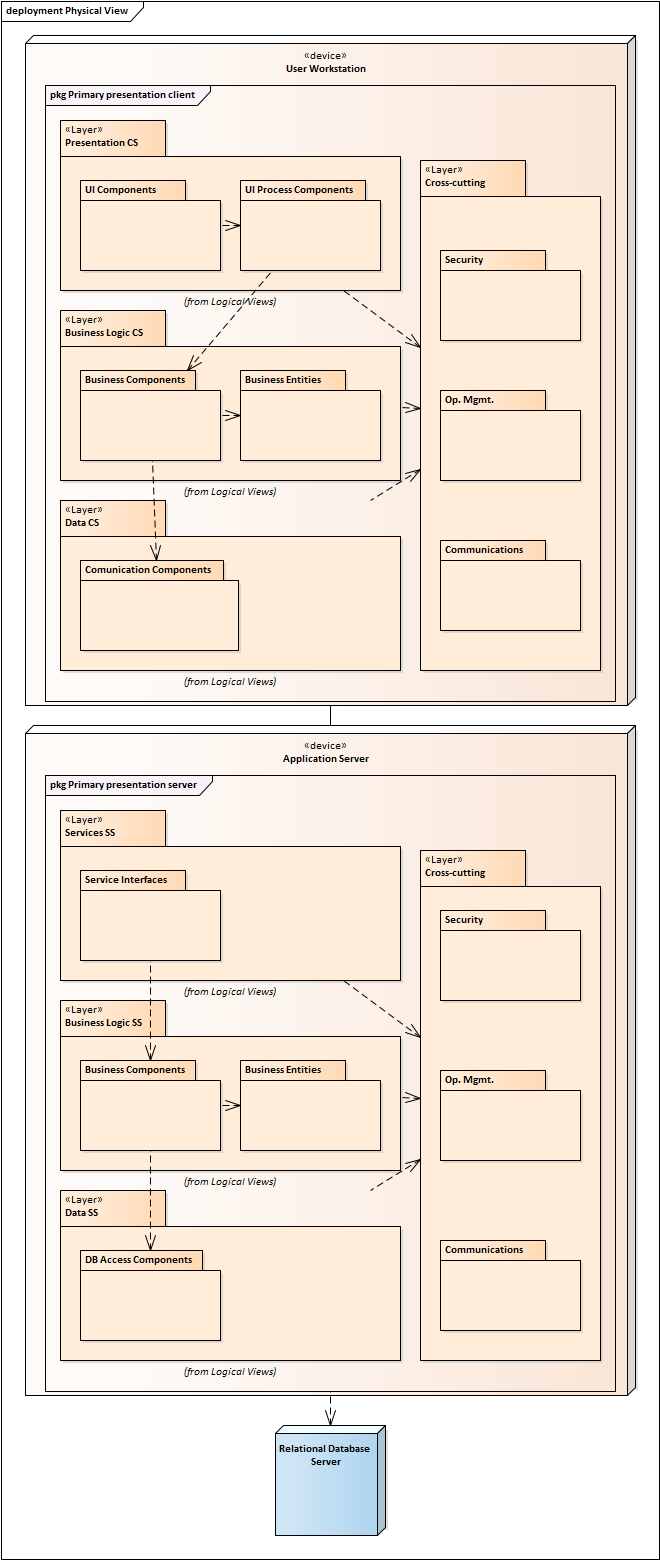 deployment Physical View
«device»
User Workstation
pkg Primary presentation client
«Layer»
Presentation CS
UI Components
UI Process Components
(from Logical Views)
«Layer»
Business Logic CS
Business Components
Business Entities
(from Logical Views)
«Layer»
Data CS
Comunication Components
(from Logical Views)
«Layer»
Cross-cutting
Security
Op. Mgmt.
Communications
«device»
Application Server
pkg Primary presentation server
«Layer»
Services SS
Service Interfaces
(from Logical Views)
«Layer»
Business Logic SS
Business Components
Business Entities
(from Logical Views)
«Layer»
Data SS
DB Access Components
(from Logical Views)
«Layer»
Cross-cutting
Security
Op. Mgmt.
Communications
Relational Database
Server